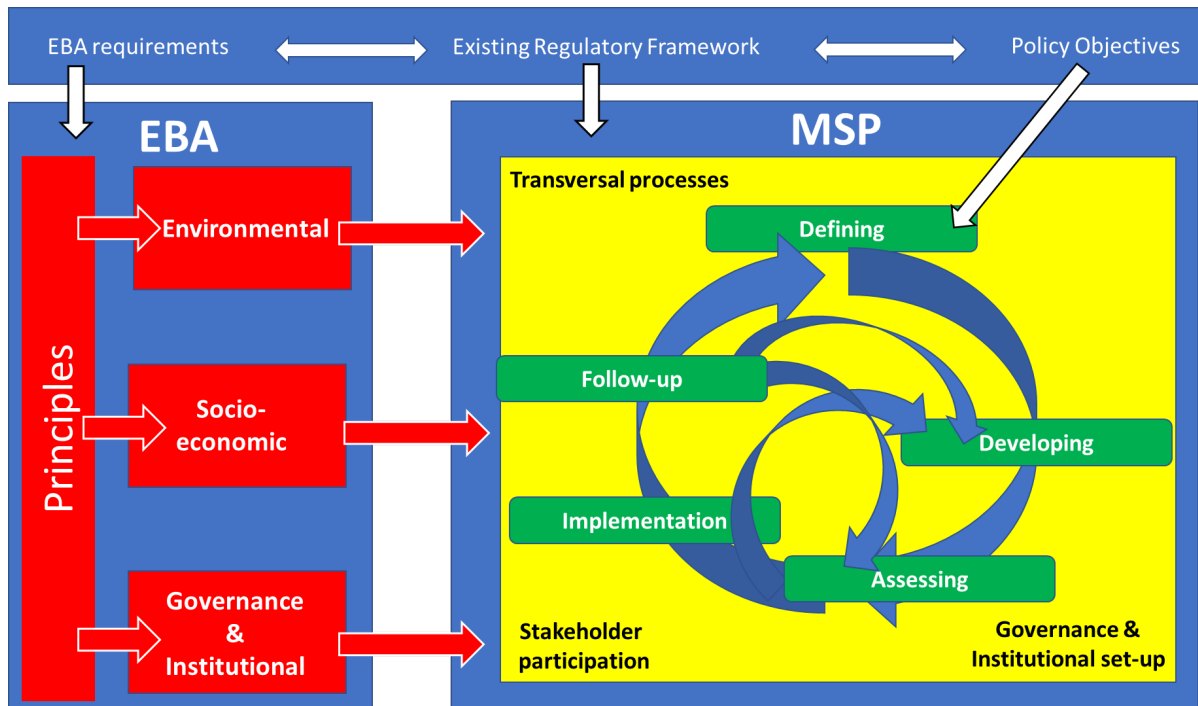 EBA requirements
Existing Regulatory Framework
Policy Objectives
EBA
MSP
Principles
Environmental
Socio-
economic
Governance
&
Institutional
Transversal processes
Defining
Follow-up
Developing
Implementation
Assessing
Stakeholder
participation
Governance &
Institutional set-up